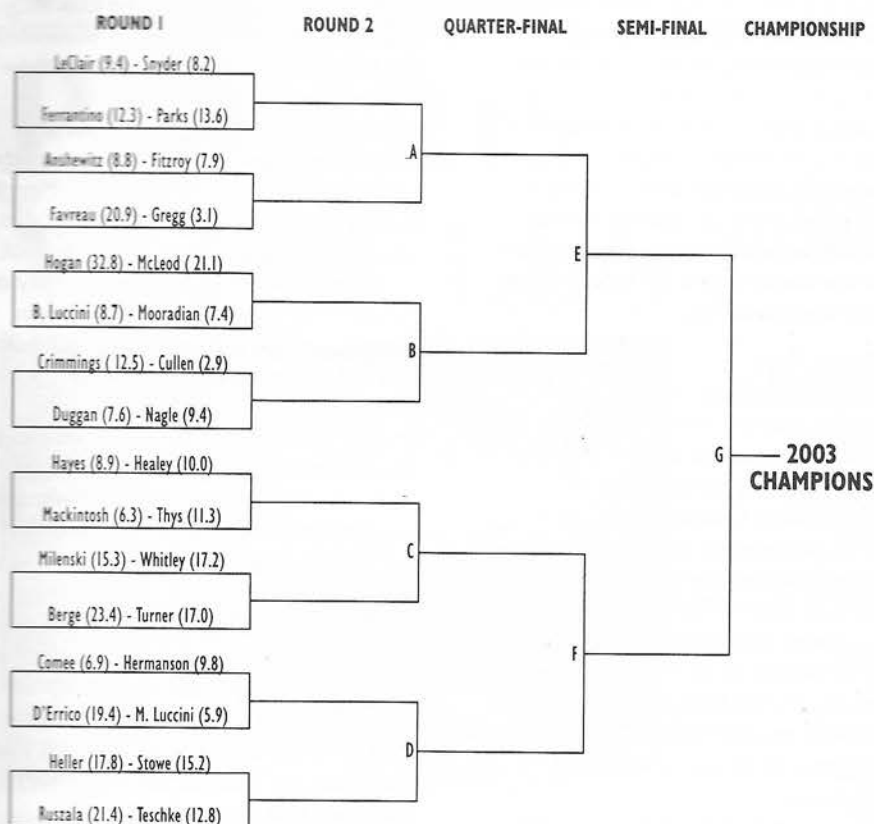 ROUND 1 ROUND 2 QUARTER-FINAL SEMI-FINAL CHAMPIONSHIP
LeClair (9.4) - Snyder (8.2)
Ferrantino (12.3) - Parks (13.6)
A
Anshewitz (8.8) - Fitzroy (7.9)
Favreau (20.9) - Gregg (3.1)
E
Hogan (32.8) - McLeod ( 21.1)
B. Luccini (8.7) - Mooradian (7.4)
B
Crimmings ( 12.5) - Cullen (2.9)
Duggan (7.6) - Nagle (9.4)
G 2003
CHAMPIONS
Hayes (8.9) - Healey (10.0)
Mackintosh (6.3) - Thys (11.3)
C
Milenski (15.3) - Whitley (17.2)
Berge (23.4) - Turner (17.0)
F
Comee (6.9) - Hermanson (9.8)
D'Errico (19.4) - M. Luccini (5.9)
D
Heller (17.8) - Stowe (15.2)
Ruszala (21.4) - Teschke (12.8)